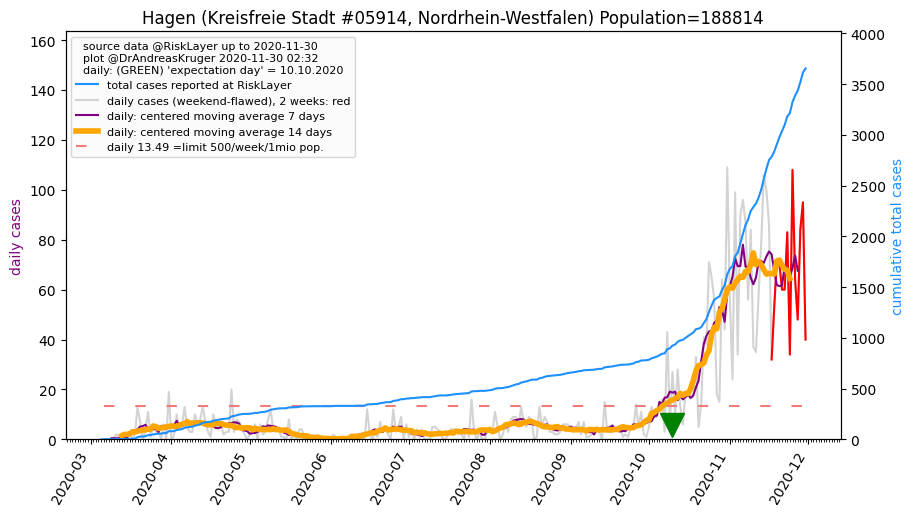 Hagen (Kreisfreie Stadt #05914, Nordrhein-Westfalen) Population=188814
source data @RiskLayer up to 2020-11-30
plot @DrAndreasKruger 2020-11-30 02:32
daily: (GREEN) 'expectation day' = 10.10.2020
total cases reported at RiskLayer
daily cases (weekend-flawed), 2 weeks: red
daily: centered moving average 7 days
daily: centered moving average 14 days
daily 13.49 =limit 500/week/1mio pop.
daily cases
160
140
120
100
80
60
40
20
0
cumulative total cases
4000
3500
3000
2500
2000
1500
1000
500
0
2020-03
2020-04
2020-05
2020-06
2020-07
2020-08
2020-09
2020-10
2020-11
2020-12